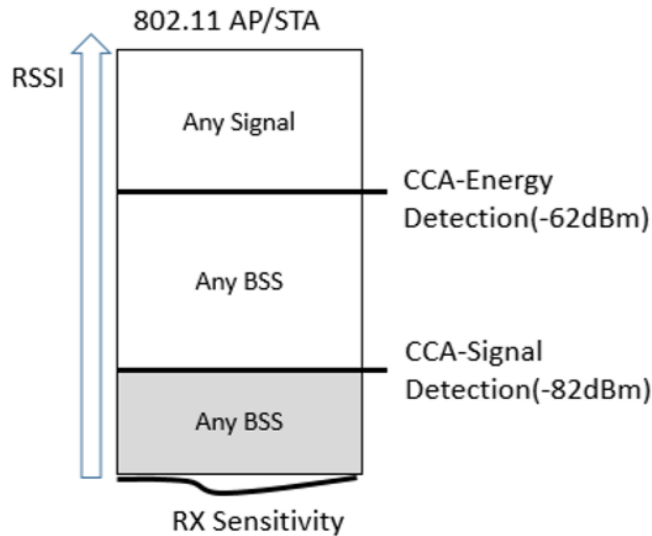 802.11 AP/STA
RSSI
Any Signal
CCA-Energy
Detection(-62dBm)
Any BSS
CCA-Signal
Detection(-82dBm)
Any BSS
RX Sensitivity